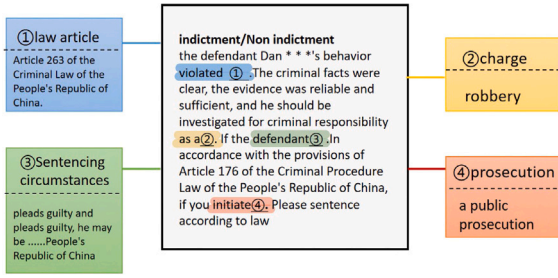 ①law article
Article 263 of the
Criminal Law of the
People's Republic of
China.
③Sentencing
circumstances
pleads guilty and
pleads guilty, he may
be ......People's
Republic of China
indictment/Non indictment
the defendant Dan * * *'s behavior
violated ① .The criminal facts were
clear, the evidence was reliable and
sufficient, and he should be
investigated for criminal responsibility
as a②. If the defendant③.In
accordance with the provisions of
Article 176 of the Criminal Procedure
Law of the People's Republic of China,
if you initiate④. Please sentence
according to law
②charge
robbery
④prosecution
a public
prosecution